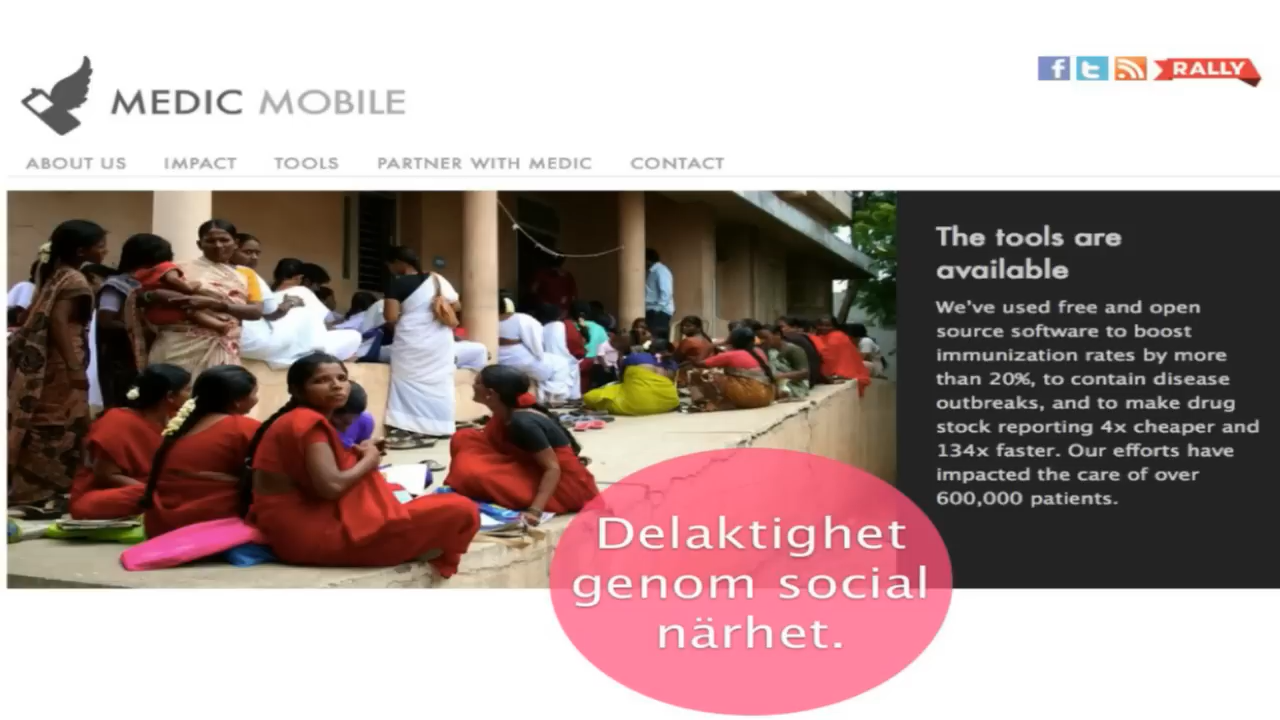 MEDIC MOBILE
RALLY
ABOUT US IMPACT TOOLS PARTNER WITH MEDIC CONTACT
The tools are
available
We've used free and open
source software to boost
immunization rates by more
than 20%, to contain disease
outbreaks, and to make drug
stock reporting 4x cheaper and
134x faster. Our efforts have
impacted the care of over
600,000 patients.
Delaktighet
genom social
närhet.